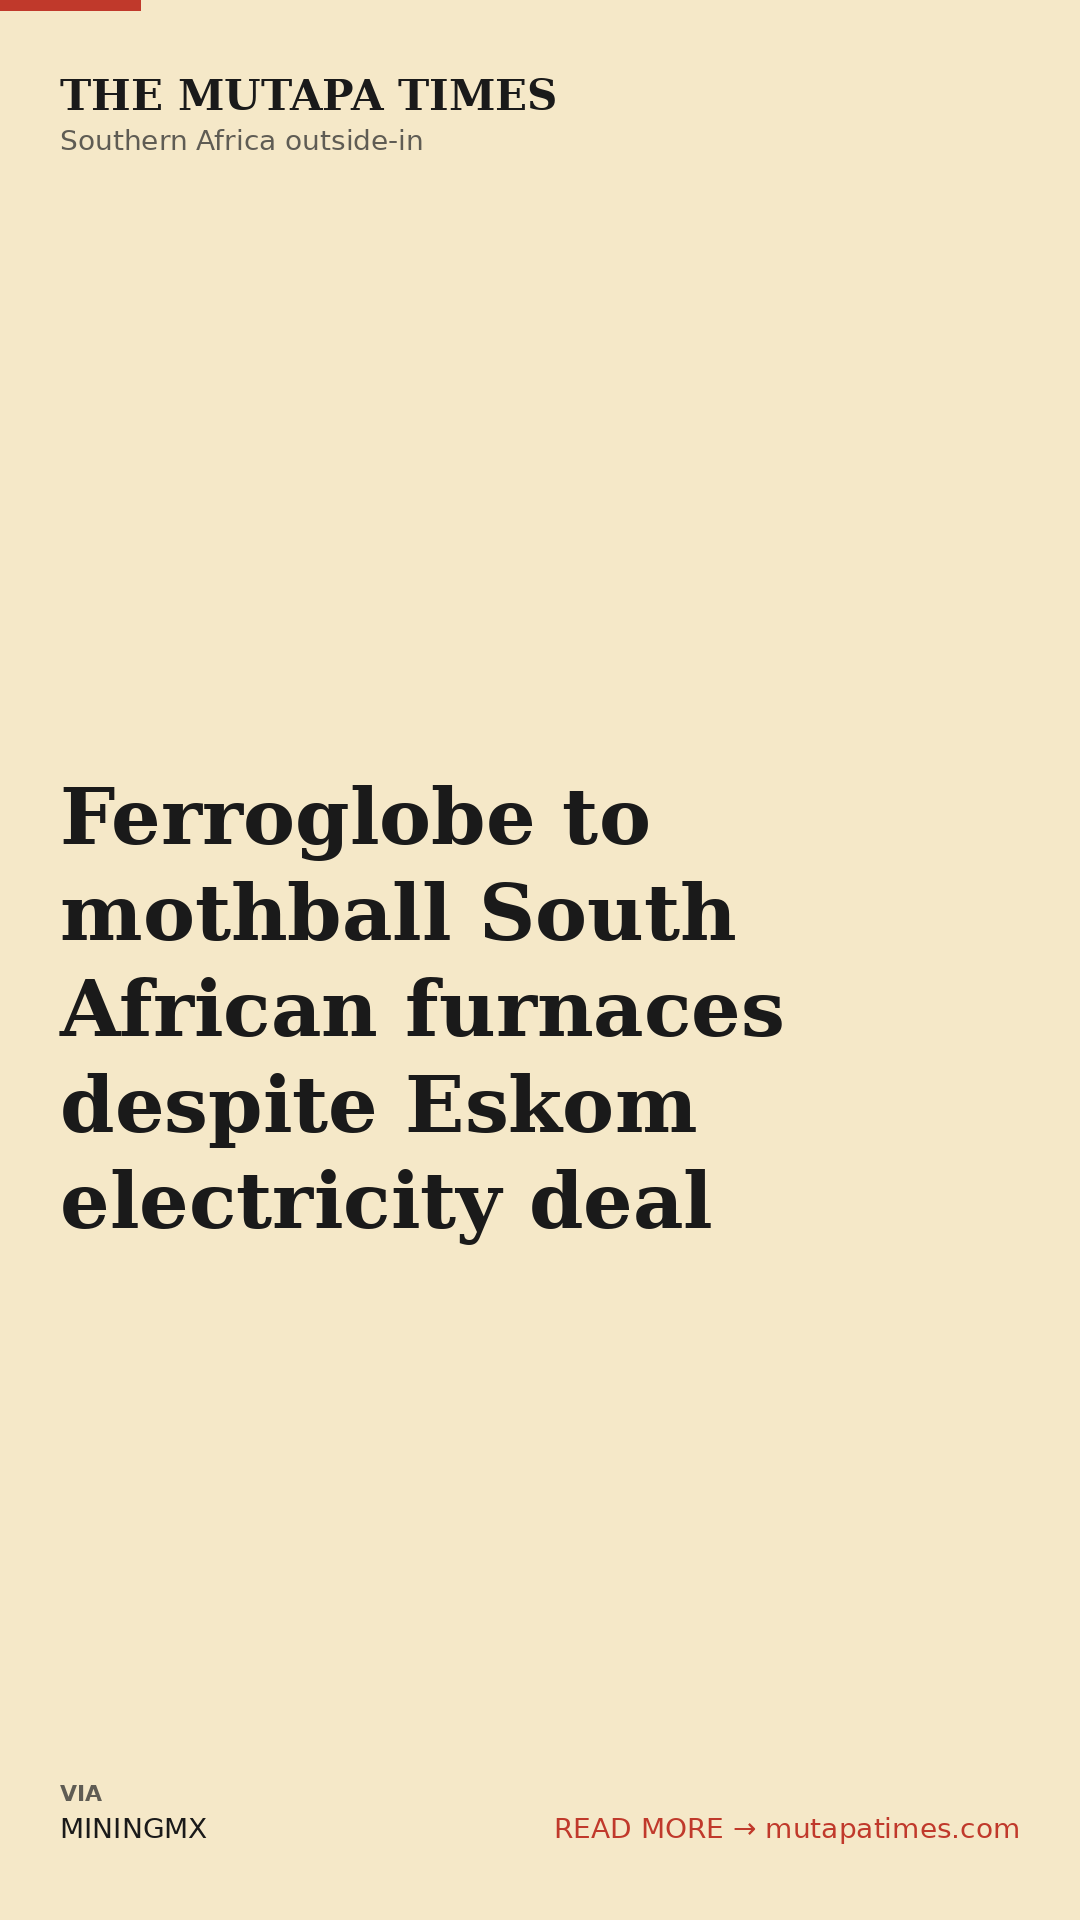 THE MUTAPA TIMES
Southern Africa outside-in
Ferroglobe to
mothball South
African furnaces
despite Eskom
electricity deal
VIA
MININGMX
READ MORE → mutapatimes.com